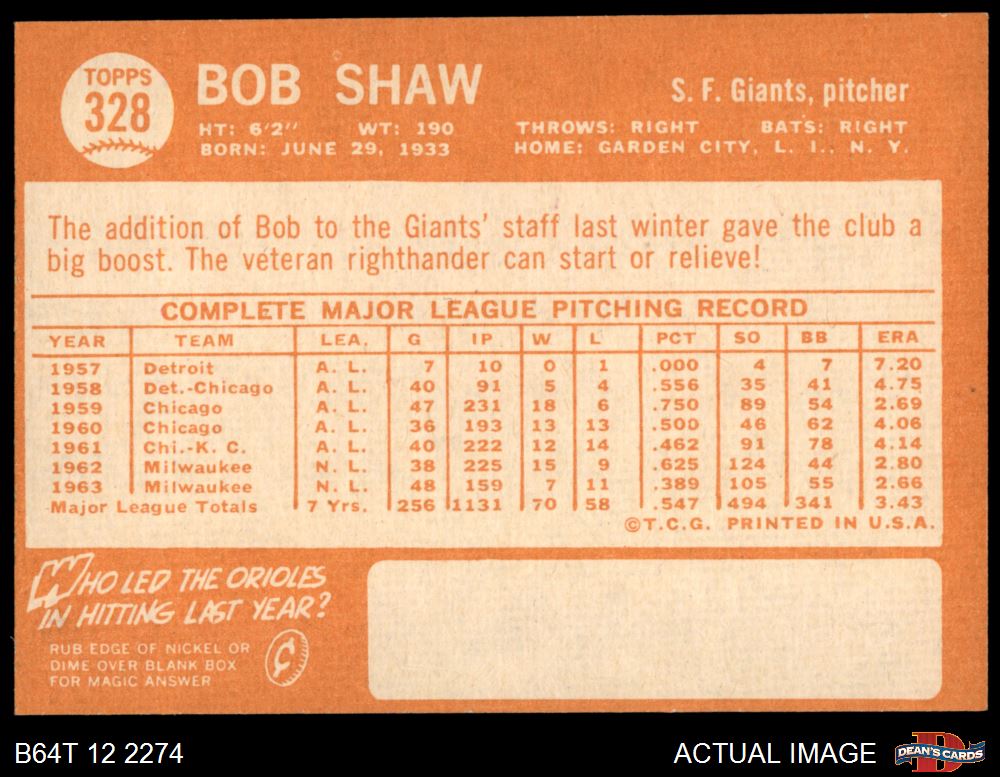 TOPPS
328
BOB SHAW
S. F. Giants, pitcher
HT: 6'2" WT: 190 THROWS: RIGHT BATS: RIGHT
BORN: JUNE 29, 1933 HOME: GARDEN CITY, L. I., N. Y.
The addition of Bob to the Giants' staff last winter gave the club a
big boost. The veteran righthander can start or relieve!
COMPLETE MAJOR LEAGUE PITCHING RECORD
YEAR TEAM LEA. G IP W L PCT SO BB ERA
1957 Detroit A. L. 7 10 0 1 .000 4 7 7.20
1958 Det.-Chicago A. L. 40 91 5 4 .556 35 41 4.75
1959 Chicago A. L. 47 231 18 6 .750 89 54 2.69
1960 Chicago A. L. 36 193 13 13 .500 46 62 4.06
1961 Chi.-K. C. A. L. 40 222 12 14 .462 91 78 4.14
1962 Milwaukee N. L. 38 225 15 9 .625 124 44 2.80
1963 Milwaukee N. L. 48 159 7 11 .389 105 55 2.66
Major League Totals 7 Yrs. 256 1131 70 58 .547 494 341 3.43
©T.C.G. PRINTED IN U.S.A.
WHO LED THE ORIOLES
IN HITTING LAST YEAR?
RUB EDGE OF NICKEL OR
DIME OVER BLANK BOX
FOR MAGIC ANSWER
¢
B64T 12 2274
ACTUAL IMAGE
D
DEAN'S CARDS